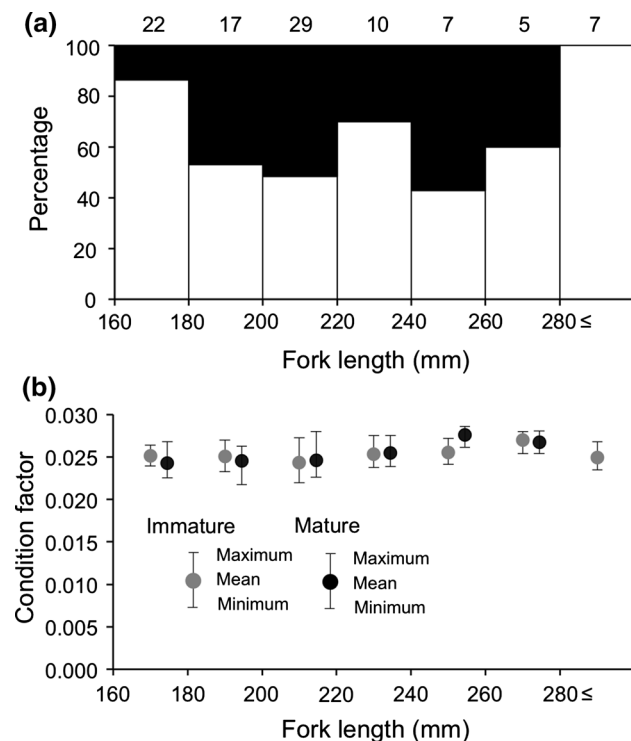 (a)
22 17 29 10 7 5 7
Percentage
100
80
60
40
20
0
160 180 200 220 240 260 280 ≤
Fork length (mm)
(b)
Condition factor
0.030
0.025
0.020
0.015
0.010
0.005
0.000
Immature Mature
Maximum Maximum
Mean Mean
Minimum Minimum
160 180 200 220 240 260 280 ≤
Fork length (mm)